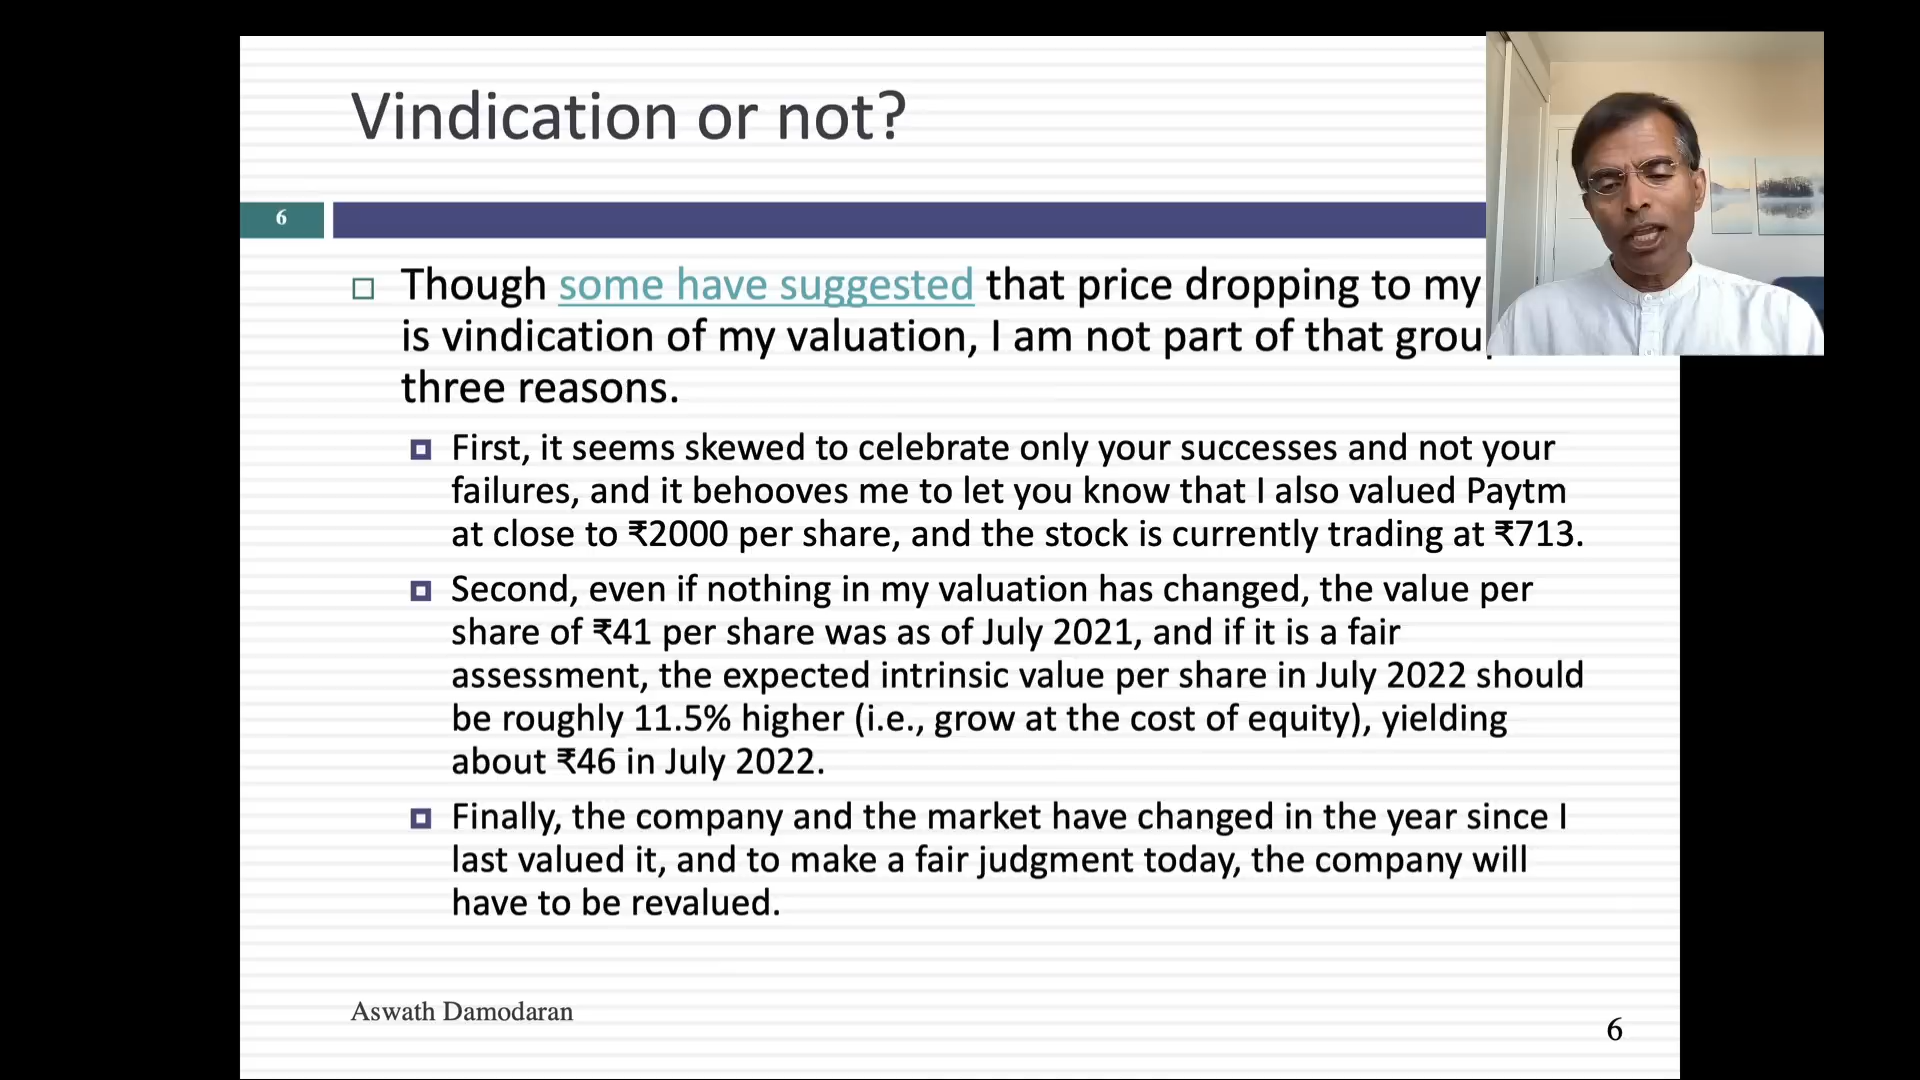 Vindication or not?
6
Though some have suggested that price dropping to my
is vindication of my valuation, I am not part of that
three reasons.
First, it seems skewed to celebrate only your successes and not your
failures, and it behooves me to let you know that I also valued Paytm
at close to ₹2000 per share, and the stock is currently trading at ₹713.
Second, even if nothing in my valuation has changed, the value per
share of ₹41 per share was as of July 2021, and if it is a fair
assessment, the expected intrinsic value per share in July 2022 should
be roughly 11.5% higher (i.e., grow at the cost of equity), yielding
about ₹46 in July 2022.
Finally, the company and the market have changed in the year since I
last valued it, and to make a fair judgment today, the company will
have to be revalued.
Aswath Damodaran
6